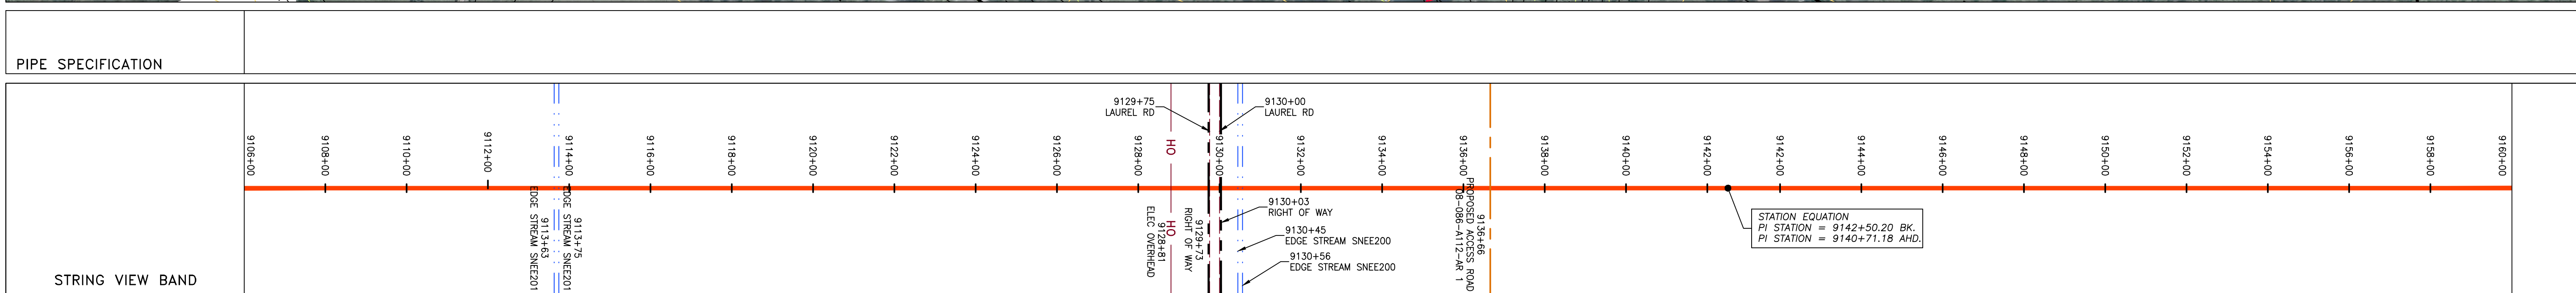 PIPE SPECIFICATION
STRING VIEW BAND
9106+00
9108+00
9110+00
9112+00
9114+00
9116+00
9118+00
9120+00
9122+00
9124+00
9126+00
9128+00
9130+00
9132+00
9134+00
9136+00
9138+00
9140+00
9142+00
9142+00
9144+00
9146+00
9148+00
9150+00
9152+00
9154+00
9156+00
9158+00
9160+00
9113+63
EDGE STREAM SNEE201
9113+75
EDGE STREAM SNEE201
HO
HO
9128+81
ELEC OVERHEAD
9129+73
RIGHT OF WAY
9129+75
LAUREL RD
9130+00
LAUREL RD
9130+03
RIGHT OF WAY
9130+45
EDGE STREAM SNEE200
9130+56
EDGE STREAM SNEE200
9136+66
PROPOSED ACCESS ROAD
08-086-A112-AR 1
STATION EQUATION
PI STATION = 9142+50.20 BK.
PI STATION = 9140+71.18 AHD.